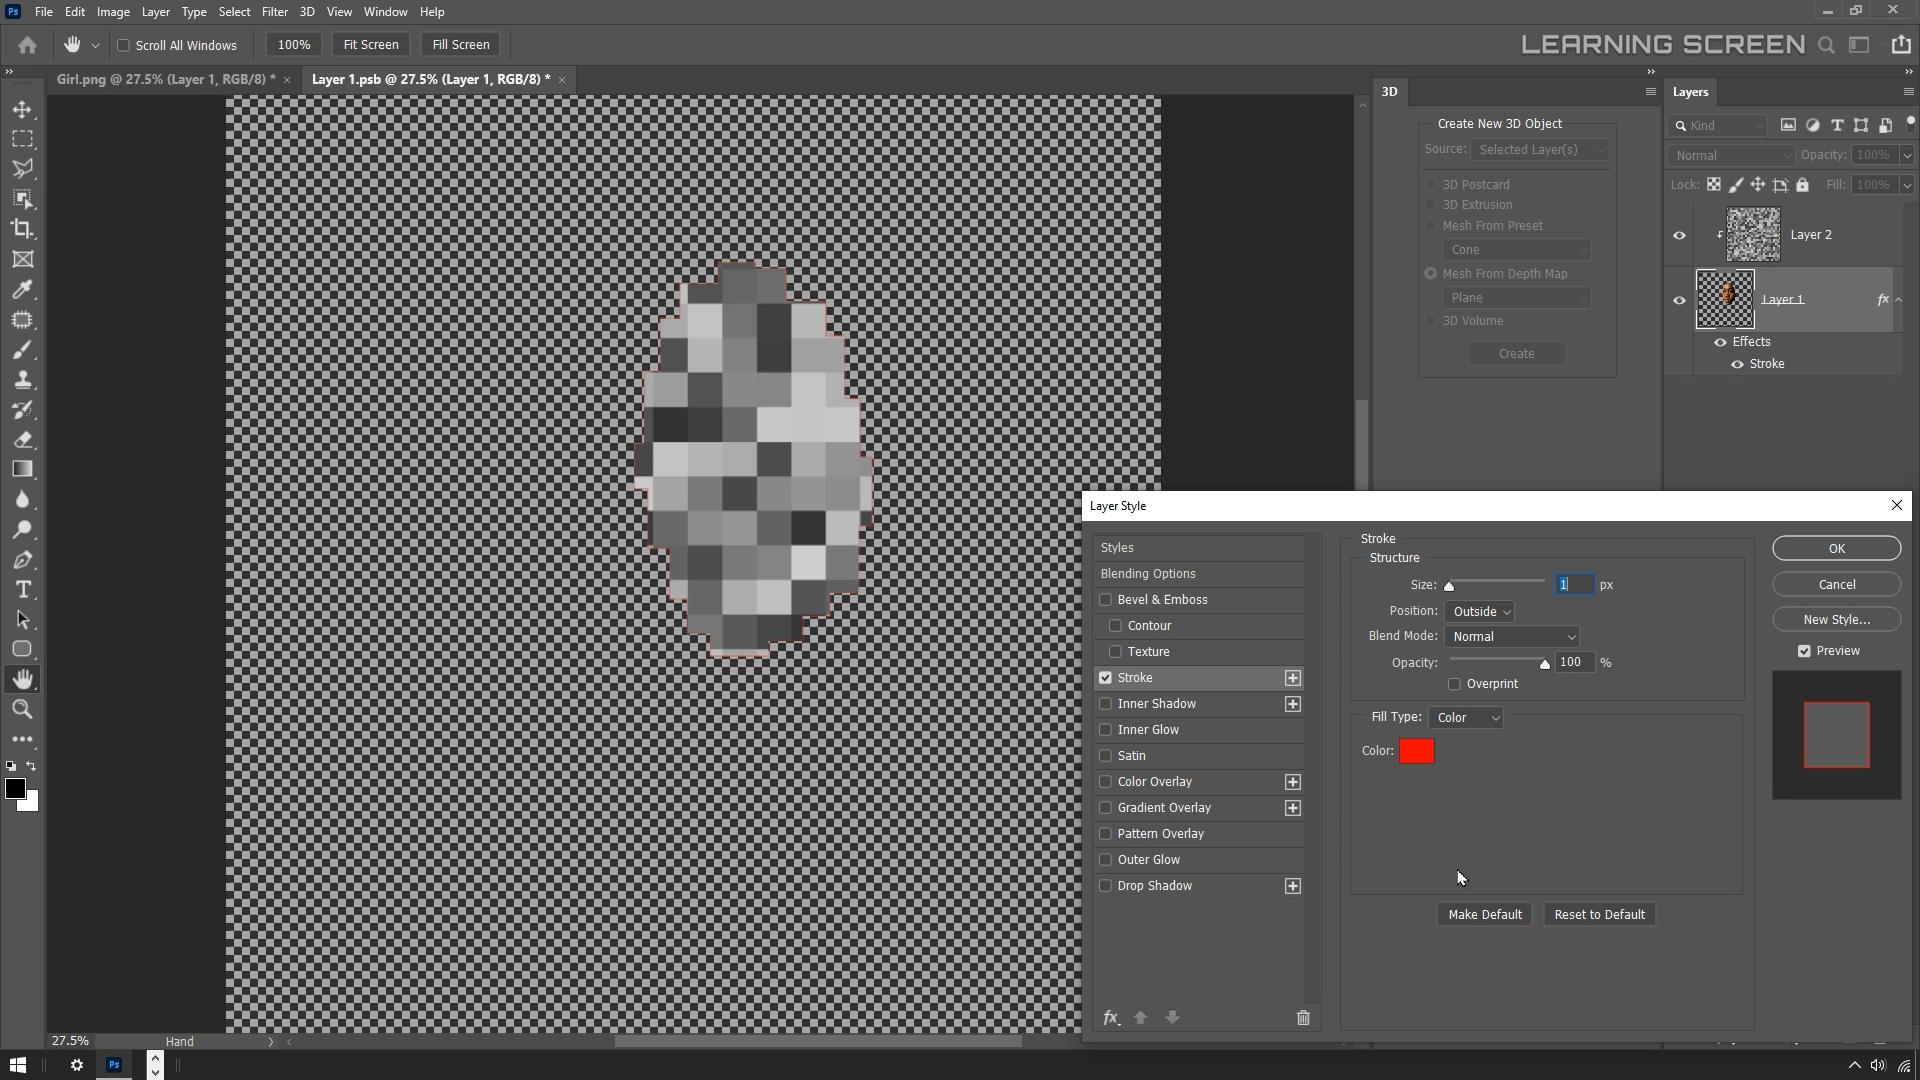 Ps File Edit Image Layer Type Select Filter 3D View Window Help
Scroll All Windows 100% Fit Screen Fill Screen
LEARNING SCREEN
Girl.png @ 27.5% (Layer 1, RGB/8) * × Layer 1.psb @ 27.5% (Layer 1, RGB/8) * ×
3D
Create New 3D Object
Source: Selected Layer(s)
3D Postcard
3D Extrusion
Mesh From Preset
Cone
Mesh From Depth Map
Plane
3D Volume
Create
Layers
Kind
Normal Opacity: 100%
Lock: Fill: 100%
Layer 2
Layer 1 fx
Effects
Stroke
Layer Style
Styles
Blending Options
Bevel & Emboss
Contour
Texture
Stroke
Inner Shadow
Inner Glow
Satin
Color Overlay
Gradient Overlay
Pattern Overlay
Outer Glow
Drop Shadow
fx
Stroke
Structure
Size: 1 px
Position: Outside
Blend Mode: Normal
Opacity: 100 %
Overprint
Fill Type: Color
Color:
Make Default Reset to Default
OK
Cancel
New Style...
Preview
27.5% Hand
Ps